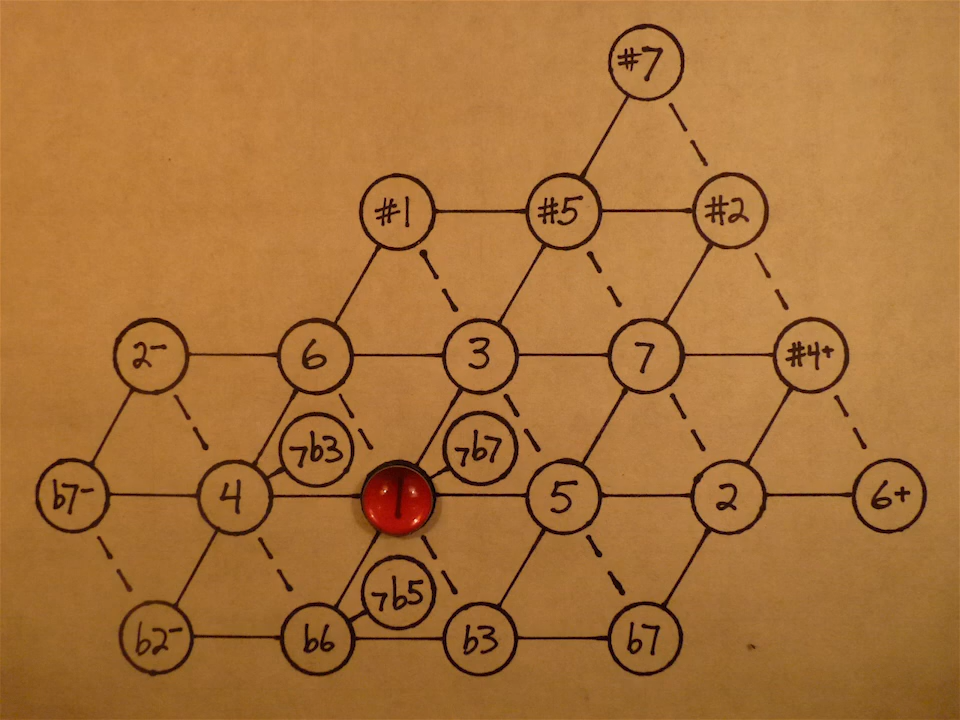 #7
#1 #5 #2
2- 6 3 7 #4+
7b3 7b7
b7- 4 1 5 2 6+
7b5
b2- b6 b3 b7